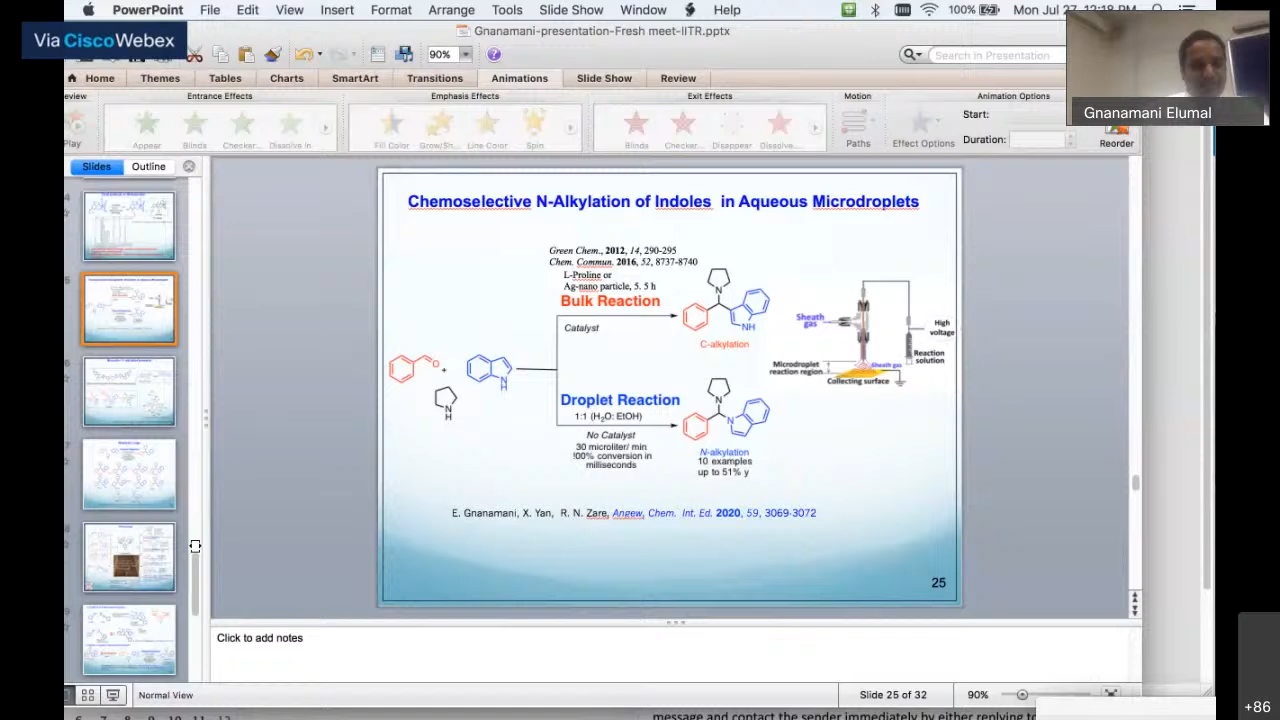 PowerPoint File Edit View Insert Format Arrange Tools Slide Show Window Help 100% Mon Jul 27 12:18 PM
Via Cisco Webex
Gnanamani-presentation-Fresh meet-IITR.pptx
90%
Search in Presentation
Home Themes Tables Charts SmartArt Transitions Animations Slide Show Review
Entrance Effects Emphasis Effects Exit Effects Motion Animation Options
Play Appear Blinds Checker... Dissolve In Fill Color Grow/Sh... Line Color Spin Blinds Checker... Disappear Dissolve... Paths Effect Options Start: Duration: Reorder
Gnanamani Elumal
Slides Outline
Chemoselective N-Alkylation of Indoles in Aqueous Microdroplets
Green Chem., 2012, 14, 290-295
Chem. Commun. 2016, 52, 8737-8740
L-Proline or
Ag-nano particle, 5. 5 h
Bulk Reaction
Catalyst
N
NH
C-alkylation
O
+
N
H
N
H
Droplet Reaction
1:1 (H2O: EtOH)
No Catalyst
30 microliter/ min
!00% conversion in
milliseconds
N
N
N-alkylation
10 examples
up to 51% y
Sheath
gas
High
voltage
Reaction
solution
Microdroplet
reaction region
Sheath gas
Collecting surface
E. Gnanamani, X. Yan, R. N. Zare, Angew, Chem. Int. Ed. 2020, 59, 3069-3072
25
Click to add notes
Normal View
Slide 25 of 32
90%
+86
message and contact the sender immediately by either replying to